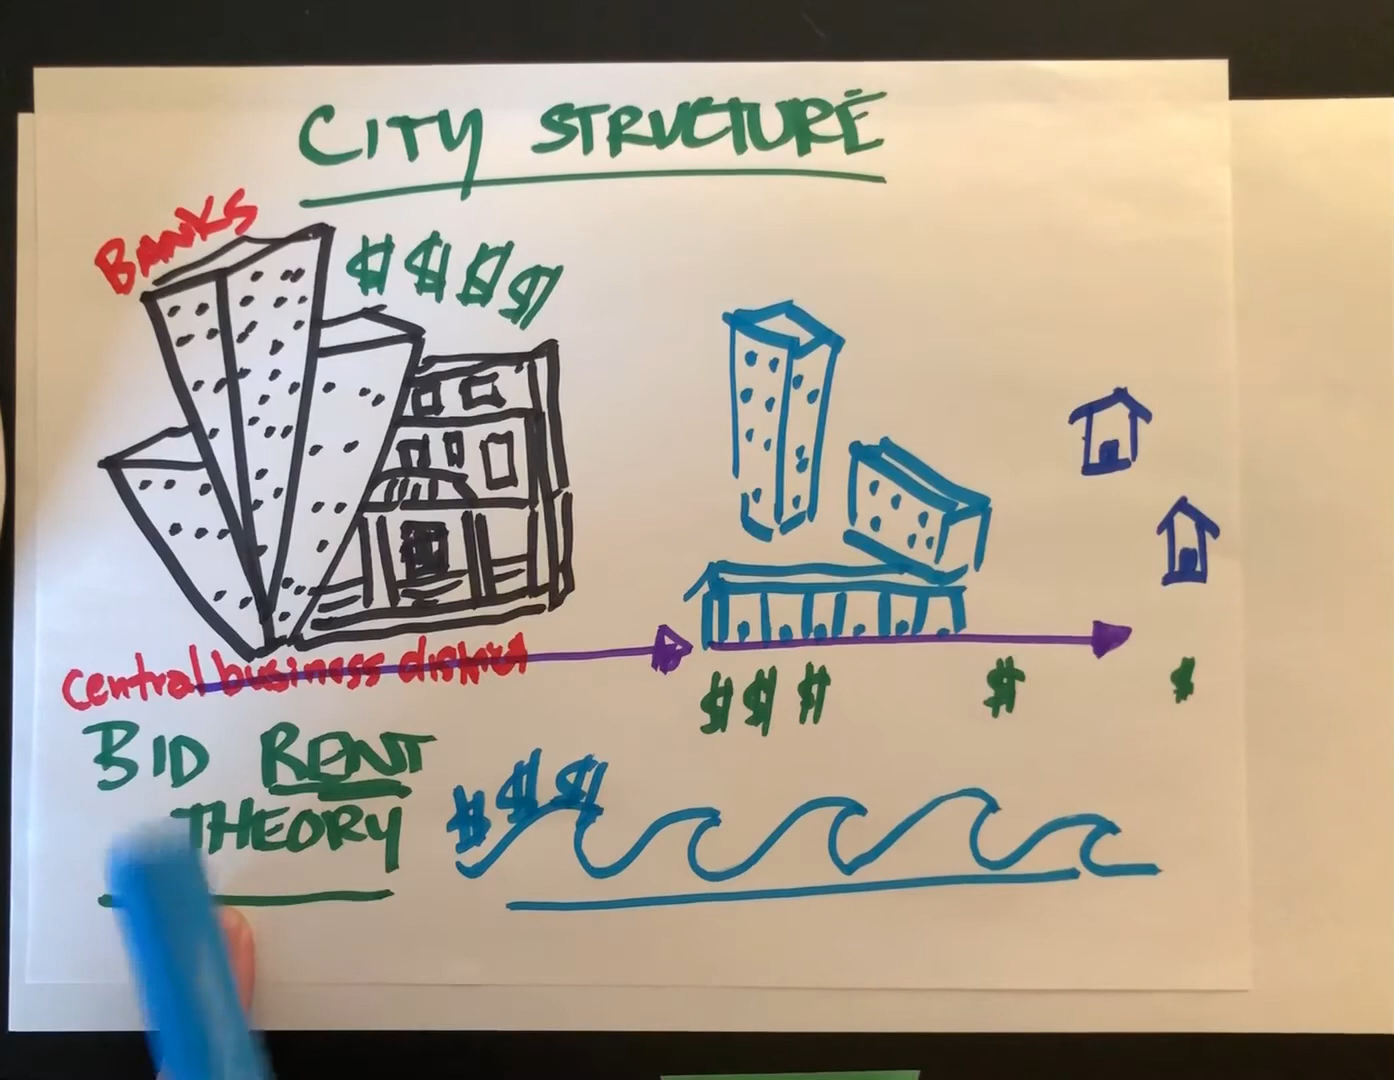 CITY STRUCTURE
BANKS
$ $ $ $
Central business district
$ $ $
$
$
BID RENT
THEORY
$ $ $